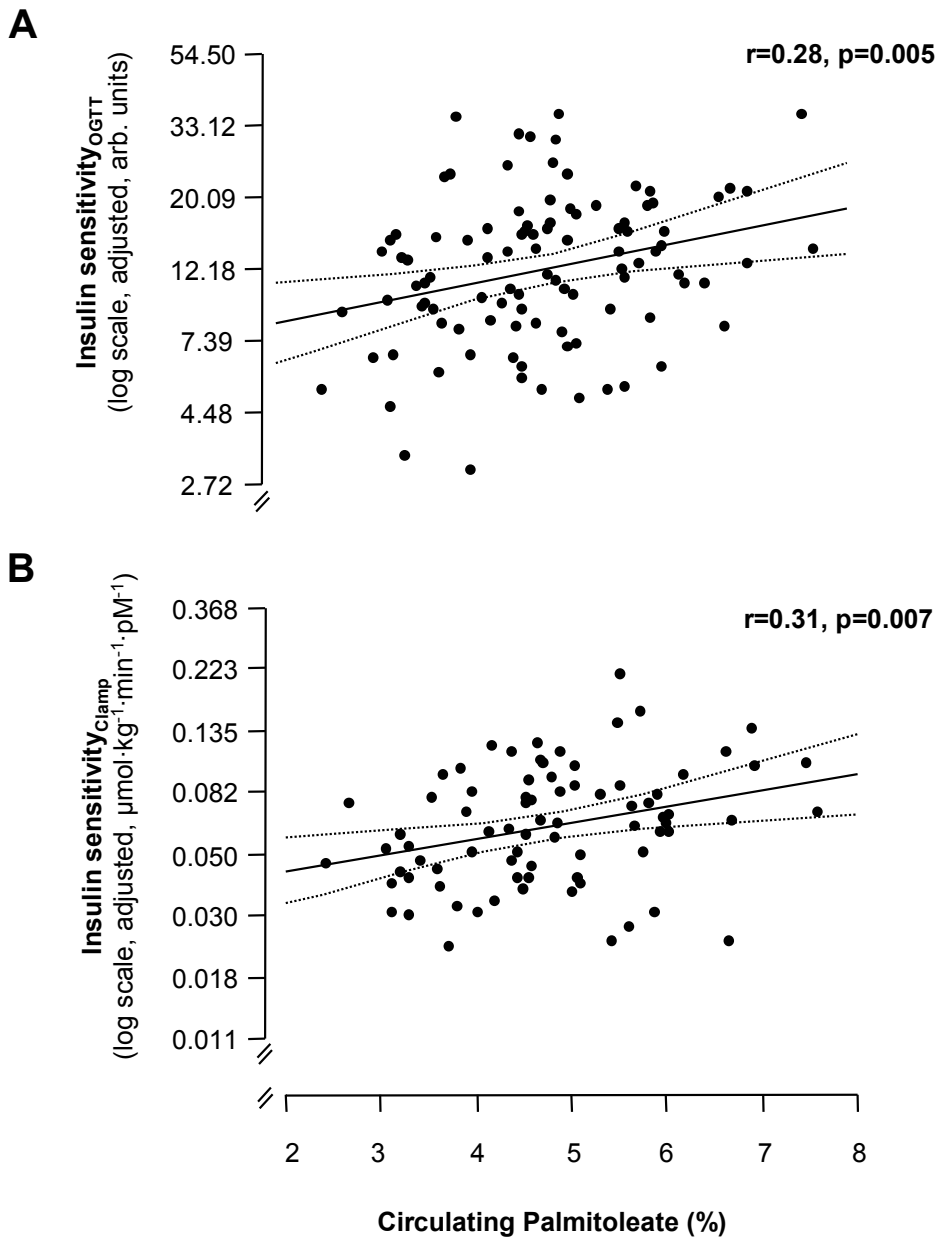 A
r=0.28, p=0.005
Insulin sensitivityOGTT
(log scale, adjusted, arb. units)
54.50
33.12
20.09
12.18
7.39
4.48
2.72
B
r=0.31, p=0.007
Insulin sensitivityClamp
(log scale, adjusted, µmol·kg⁻¹·min⁻¹·pM⁻¹)
0.368
0.223
0.135
0.082
0.050
0.030
0.018
0.011
2 3 4 5 6 7 8
Circulating Palmitoleate (%)